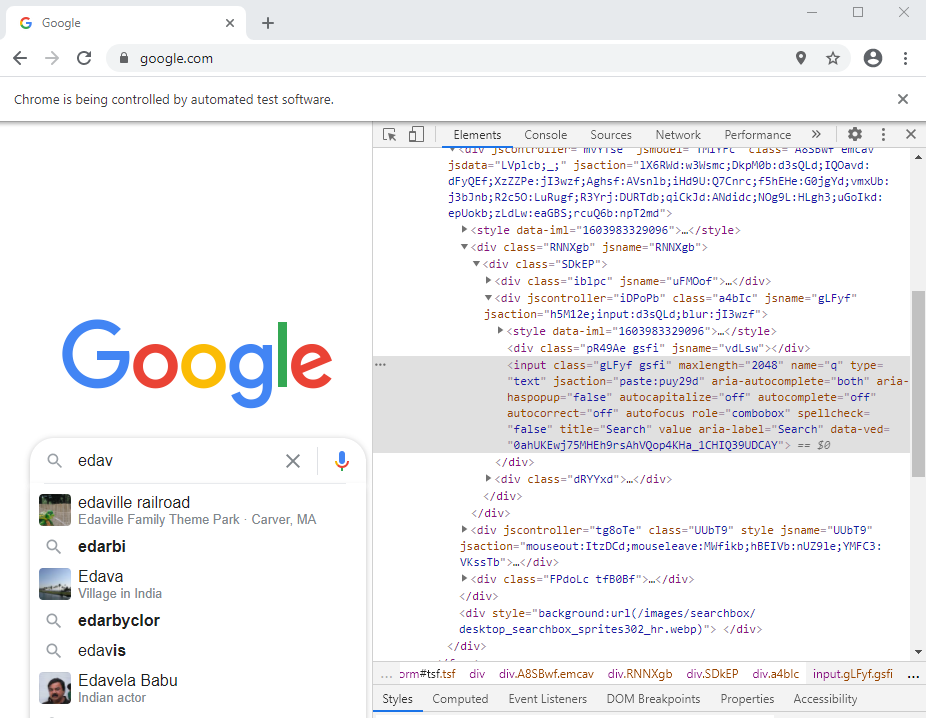 Google
google.com
Chrome is being controlled by automated test software.
Google
edav
edaville railroad
Edaville Family Theme Park · Carver, MA
edarbi
Edava
Village in India
edarbyclor
edavis
Edavela Babu
Indian actor
Elements Console Sources Network Performance »
<div jscontroller="mvYTse" jsmodel="TMlYFc" class="A8SBwf emcav"
jsdata="LVplcb;_;" jsaction="lX6RWd:w3Wsmc;DkpM0b:d3sQLd;IQOavd:
dFyQEf;XzZZPe:jI3wzf;Aghsf:AVsnlb;iHd9U:Q7Cnrc;f5hEHe:G0jgYd;vmxUb:
j3bJnb;R2c5O:LuRugf;R3Yrj:DURTdb;qiCkJd:ANdidc;NOg9L:HLgh3;uGoIkd:
epUokb;zLdLw:eaGBS;rcuQ6b:npT2md">
<style data-iml="1603983329096">…</style>
<div class="RNNXgb" jsname="RNNXgb">
<div class="SDkEP">
<div class="iblpc" jsname="uFMOof">…</div>
<div jscontroller="iDPoPb" class="a4bIc" jsname="gLFyf"
jsaction="h5M12e;input:d3sQLd;blur:jI3wzf">
<style data-iml="1603983329096">…</style>
<div class="pR49Ae gsfi" jsname="vdLsw"></div>
… <input class="gLFyf gsfi" maxlength="2048" name="q" type=
"text" jsaction="paste:puy29d" aria-autocomplete="both" aria-
haspopup="false" autocapitalize="off" autocomplete="off"
autocorrect="off" autofocus role="combobox" spellcheck=
"false" title="Search" value aria-label="Search" data-ved=
"0ahUKEwj75MHEh9rsAhVQop4KHa_1CHIQ39UDCAY"> == $0
</div>
<div class="dRYYxd">…</div>
</div>
</div>
<div jscontroller="tg8oTe" class="UUbT9" style jsname="UUbT9"
jsaction="mouseout:ItzDCd;mouseleave:MWfikb;hBEIVb:nUZ9le;YMFC3:
VKssTb">…</div>
<div class="FPdoLc tfB0Bf">…</div>
</div>
<div style="background:url(/images/searchbox/
desktop_searchbox_sprites302_hr.webp)"> </div>
</div>
… orm#tsf.tsf div div.A8SBwf.emcav div.RNNXgb div.SDkEP div.a4bIc input.gLFyf.gsfi …
Styles Computed Event Listeners DOM Breakpoints Properties Accessibility